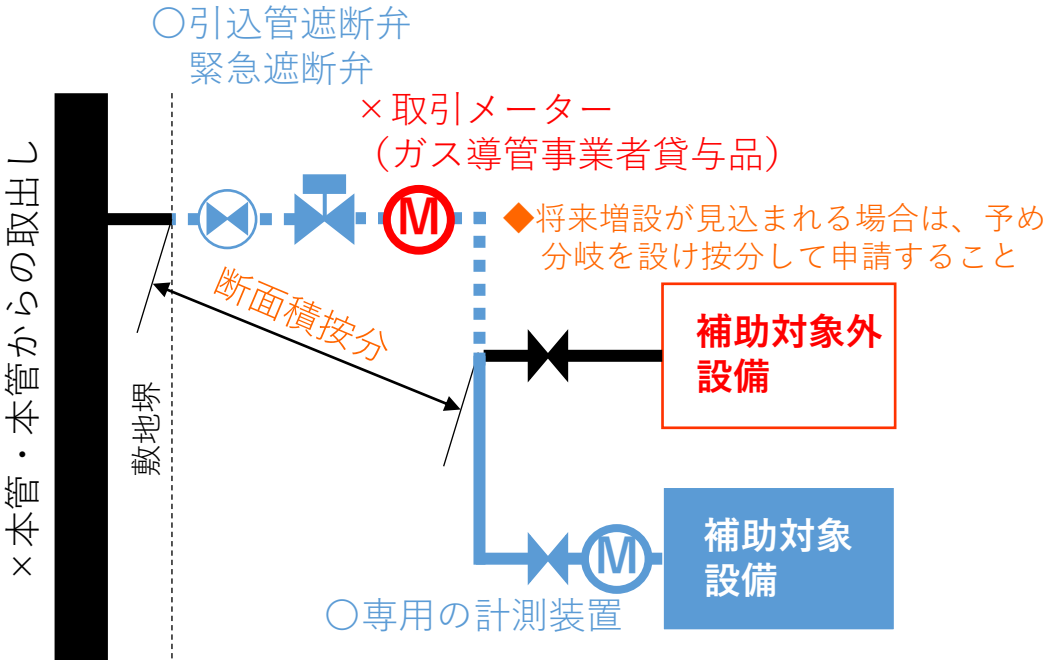 〇引込管遮断弁
緊急遮断弁
×取引メーター
（ガス導管事業者貸与品）
×本管・本管からの取出し
M
◆将来増設が見込まれる場合は、予め
分岐を設け按分して申請すること
断面積按分
補助対象外
設備
敷地堺
補助対象
設備
M
〇専用の計測装置